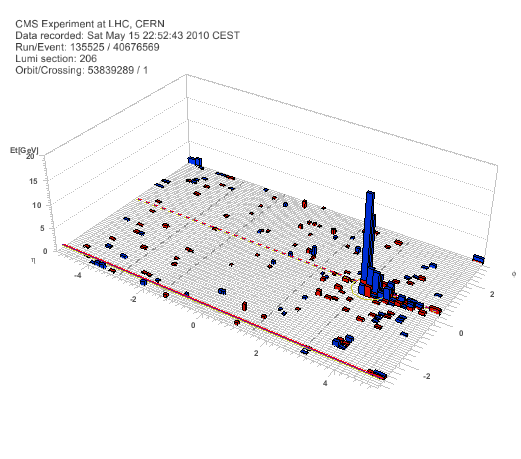 CMS Experiment at LHC, CERN
Data recorded: Sat May 15 22:52:43 2010 CEST
Run/Event: 135525 / 40676569
Lumi section: 206
Orbit/Crossing: 53839289 / 1
Et[GeV]
20
15
10
5
0
η
-4
-2
0
2
4
φ
2
0
-2